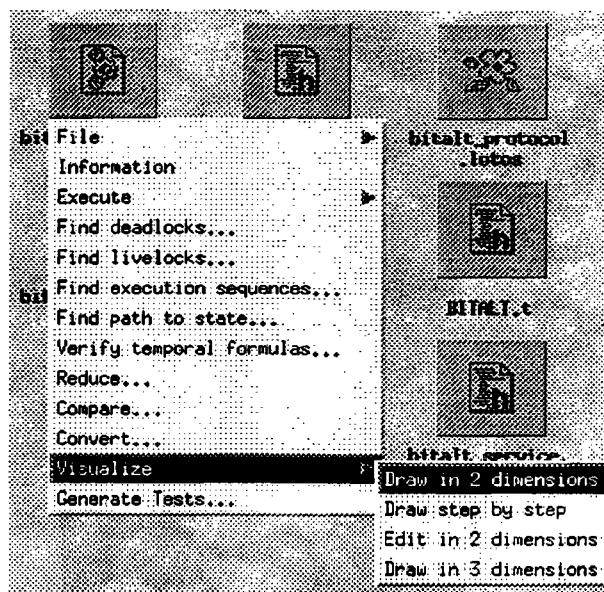 bitalt_protocol
.lotos
File
Information
Execute
Find deadlocks...
Find livelocks...
Find execution sequences...
Find path to state...
Verify temporal formulas...
Reduce...
Compare...
Convert...
Visualize
Generate Tests...
BITALT.t
bitalt_service.
Draw in 2 dimensions
Draw step by step
Edit in 2 dimensions
Draw in 3 dimensions